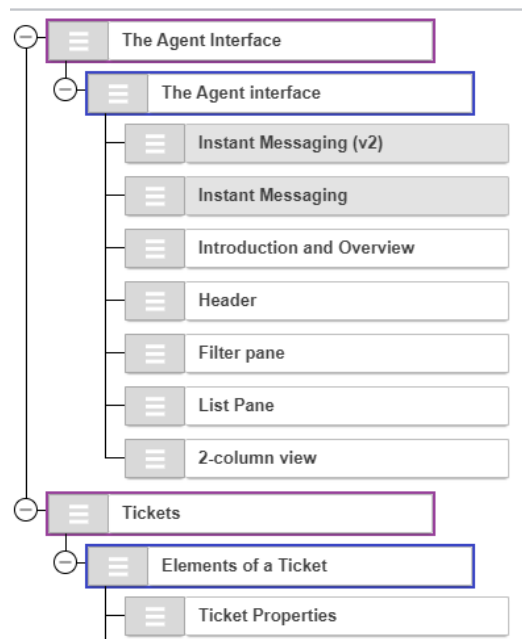 The Agent Interface
The Agent interface
Instant Messaging (v2)
Instant Messaging
Introduction and Overview
Header
Filter pane
List Pane
2-column view
Tickets
Elements of a Ticket
Ticket Properties